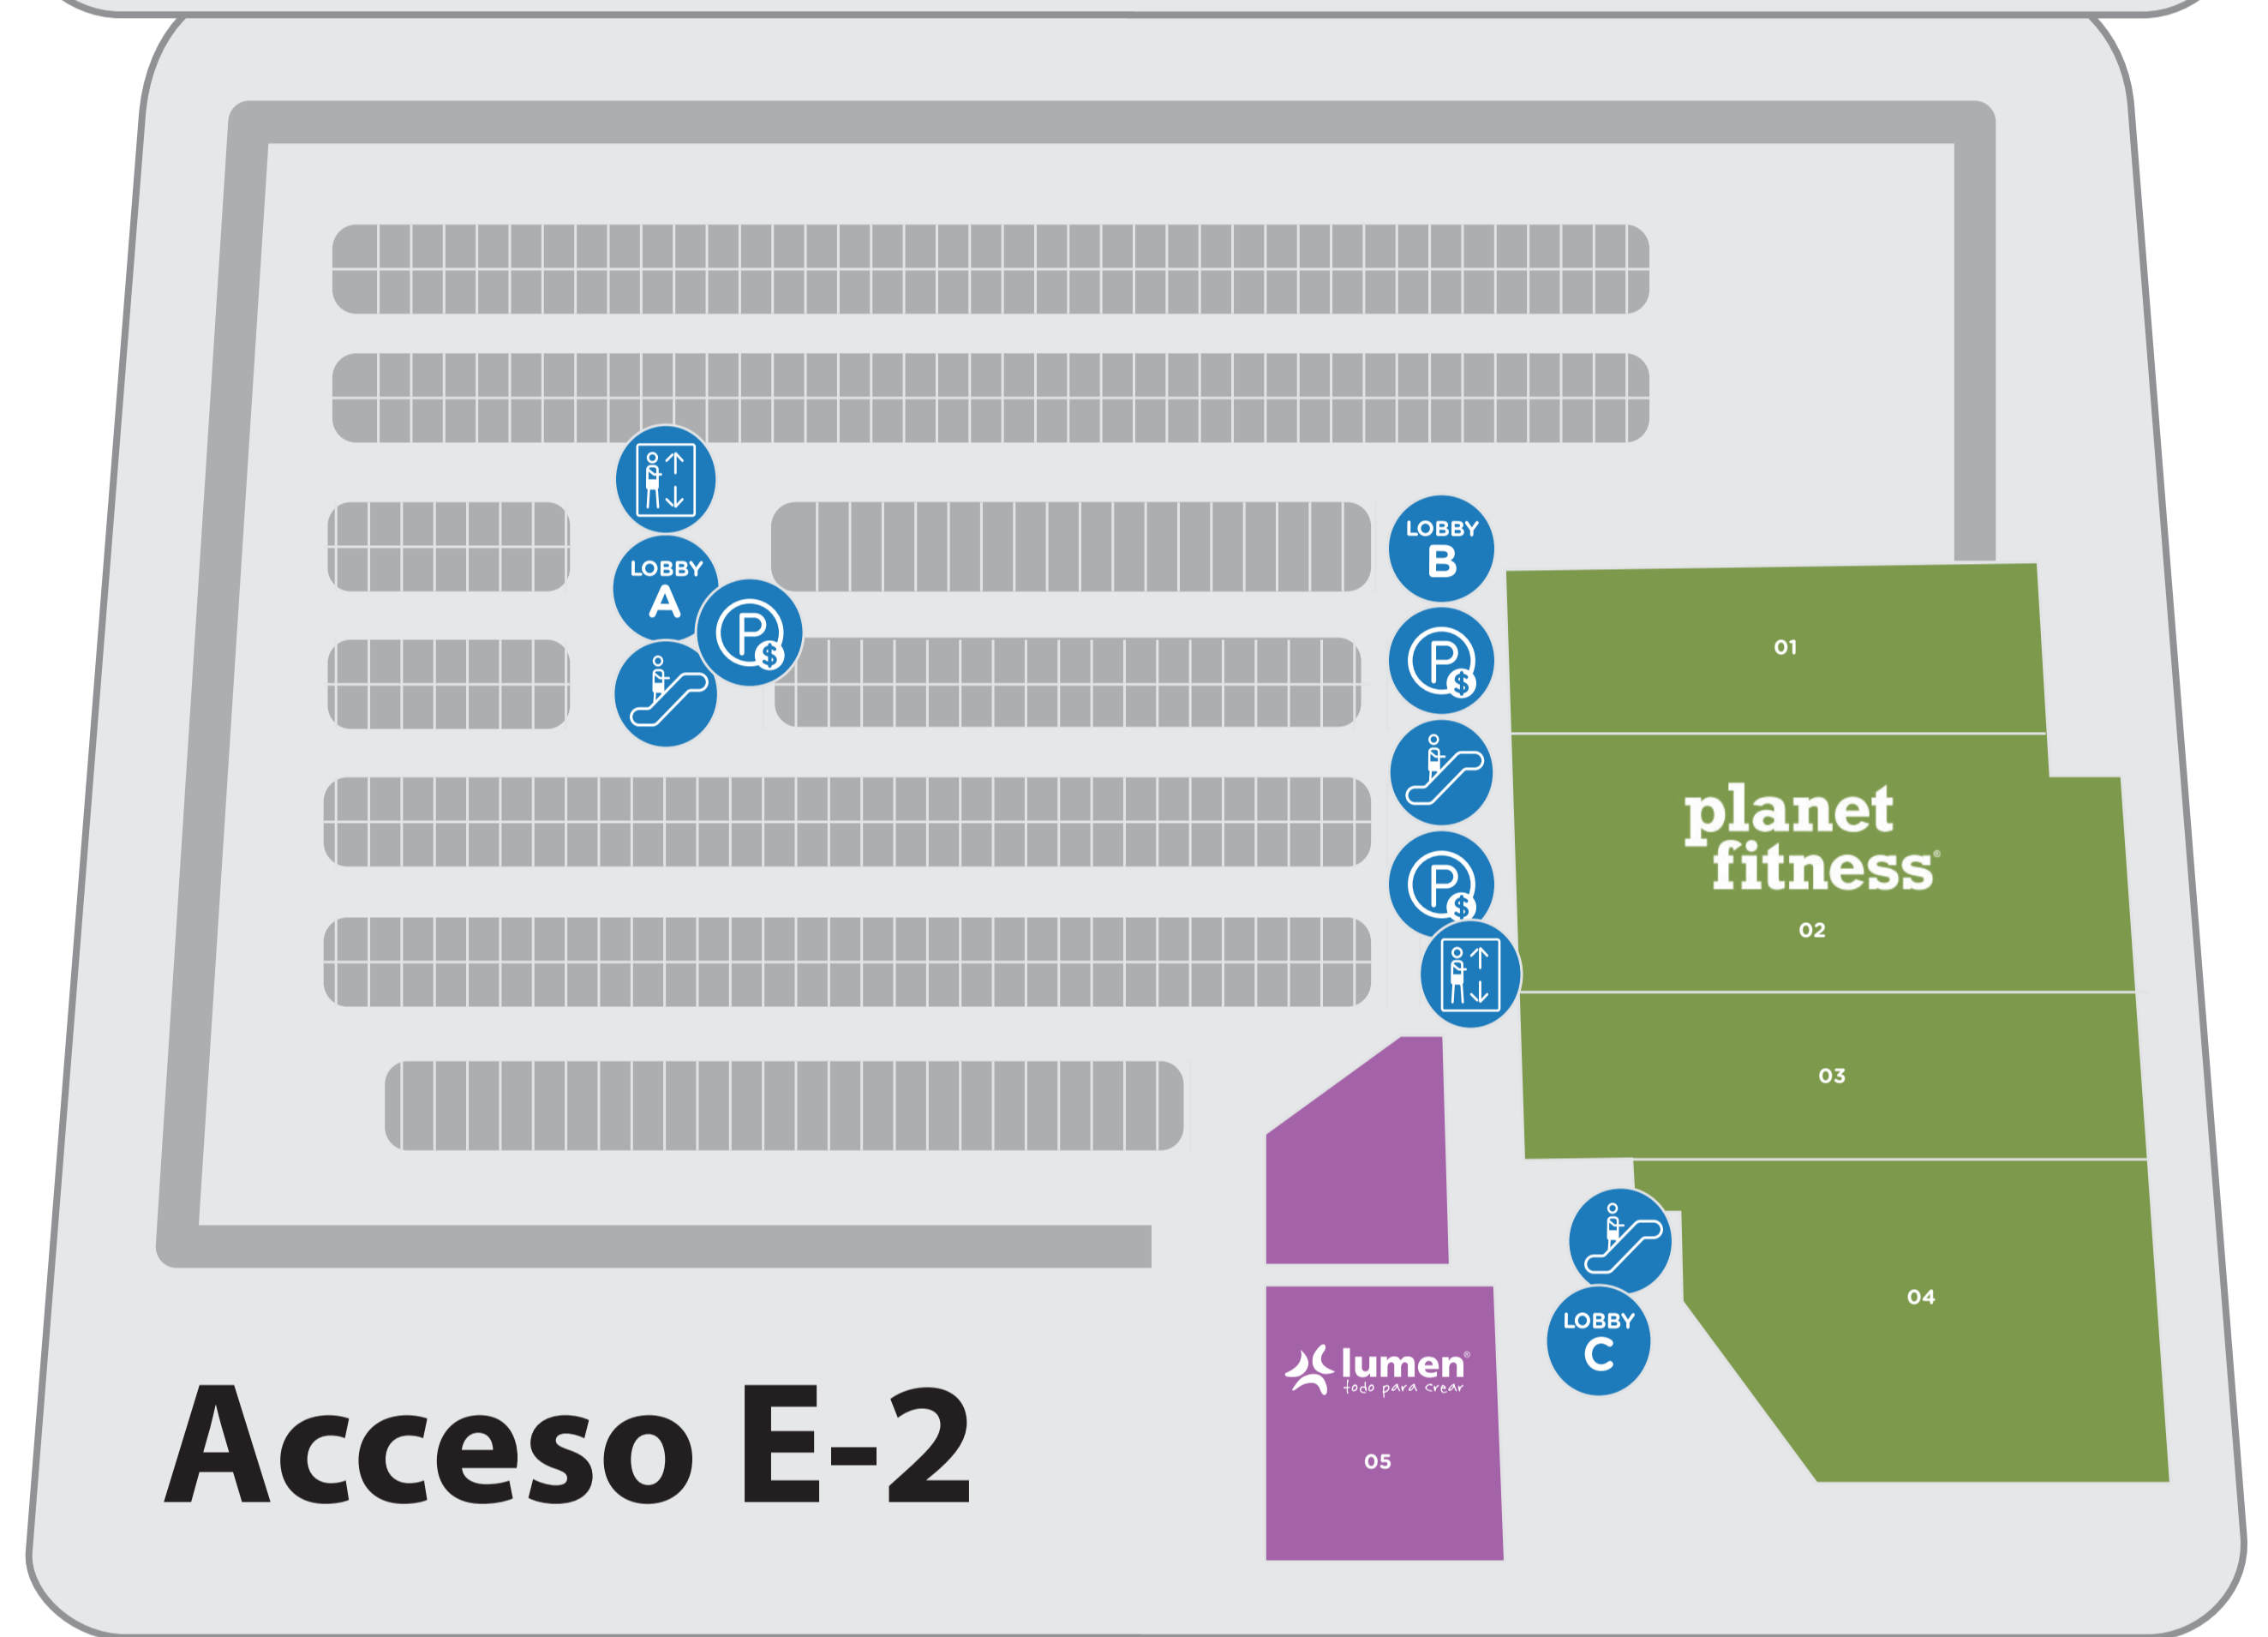 LOBBY
A
P
$
LOBBY
B
P
$
P
$
01
planet
fitness®
02
03
04
LOBBY
C
lumen®
todo para crear
05
Acceso E-2